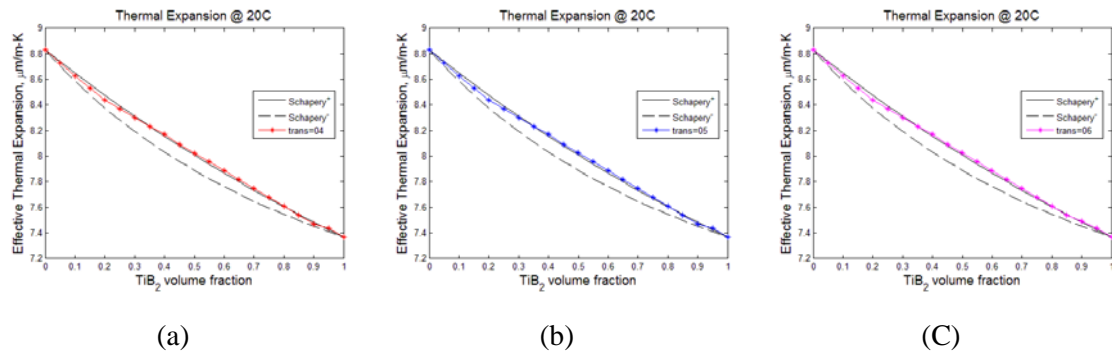 Thermal Expansion @ 20C
Effective Thermal Expansion, μm/m-K
9
8.8
8.6
8.4
8.2
8
7.8
7.6
7.4
7.2
Schapery+
Schapery-
trans=04
0 0.1 0.2 0.3 0.4 0.5 0.6 0.7 0.8 0.9 1
TiB2 volume fraction
(a)
Thermal Expansion @ 20C
Effective Thermal Expansion, μm/m-K
9
8.8
8.6
8.4
8.2
8
7.8
7.6
7.4
7.2
Schapery+
Schapery-
trans=05
0 0.1 0.2 0.3 0.4 0.5 0.6 0.7 0.8 0.9 1
TiB2 volume fraction
(b)
Thermal Expansion @ 20C
Effective Thermal Expansion, μm/m-K
9
8.8
8.6
8.4
8.2
8
7.8
7.6
7.4
7.2
Schapery+
Schapery-
trans=06
0 0.1 0.2 0.3 0.4 0.5 0.6 0.7 0.8 0.9 1
TiB2 volume fraction
(C)